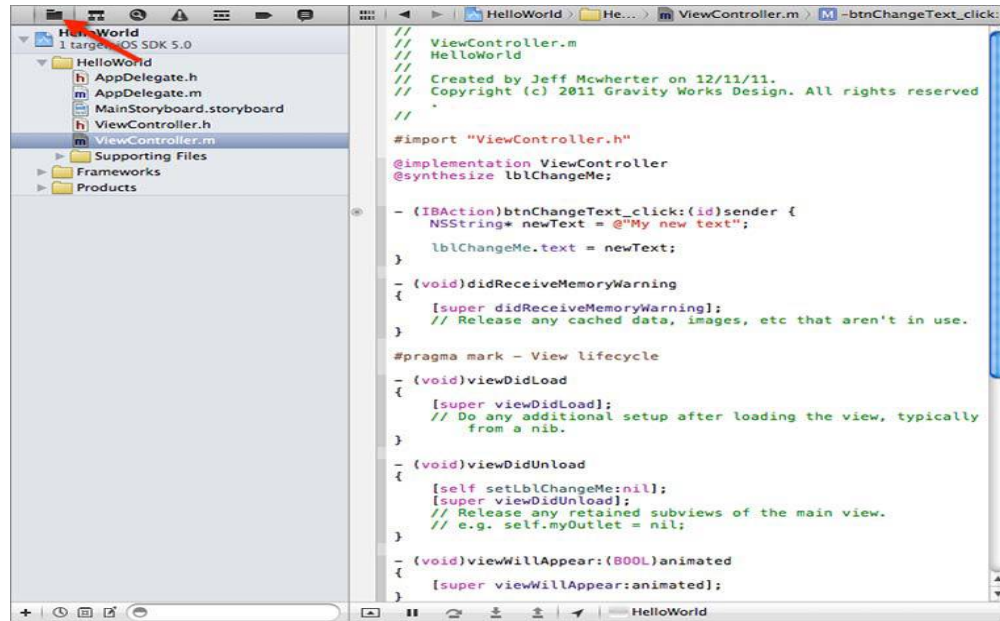 HelloWorld
1 target, iOS SDK 5.0
HelloWorld
AppDelegate.h
AppDelegate.m
MainStoryboard.storyboard
ViewController.h
ViewController.m
Supporting Files
Frameworks
Products
HelloWorld
He...
ViewController.m
M -btnChangeText_click:
//
//  ViewController.m
//  HelloWorld
//
//  Created by Jeff Mcwherter on 12/11/11.
//  Copyright (c) 2011 Gravity Works Design. All rights reserved
.
//
#import "ViewController.h"
@implementation ViewController
@synthesize lblChangeMe;
- (IBAction)btnChangeText_click:(id)sender {
NSString* newText = @"My new text";
lblChangeMe.text = newText;
}
- (void)didReceiveMemoryWarning
{
[super didReceiveMemoryWarning];
// Release any cached data, images, etc that aren't in use.
}
#pragma mark - View lifecycle
- (void)viewDidLoad
{
[super viewDidLoad];
// Do any additional setup after loading the view, typically
from a nib.
}
- (void)viewDidUnload
{
[self setLblChangeMe:nil];
[super viewDidUnload];
// Release any retained subviews of the main view.
// e.g. self.myOutlet = nil;
}
- (void)viewWillAppear:(BOOL)animated
{
[super viewWillAppear:animated];
}
HelloWorld